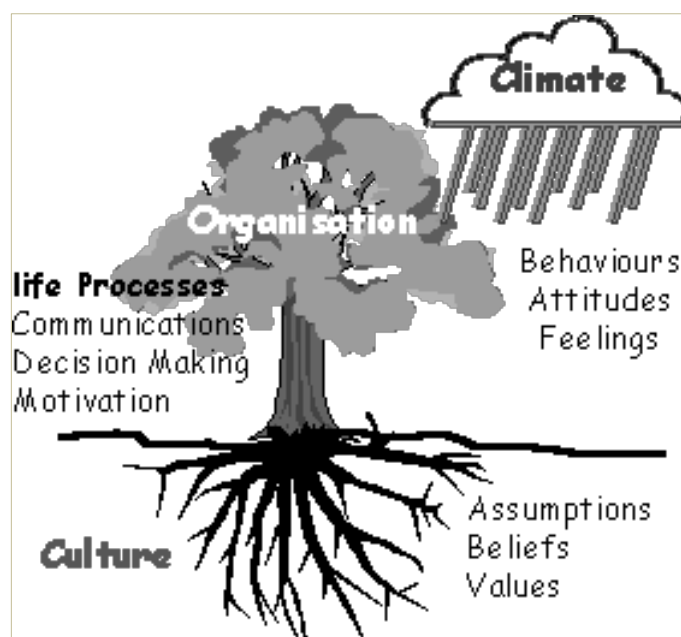 Climate
Organisation
Behaviours
Attitudes
Feelings
life Processes
Communications
Decision Making
Motivation
Assumptions
Beliefs
Values
Culture